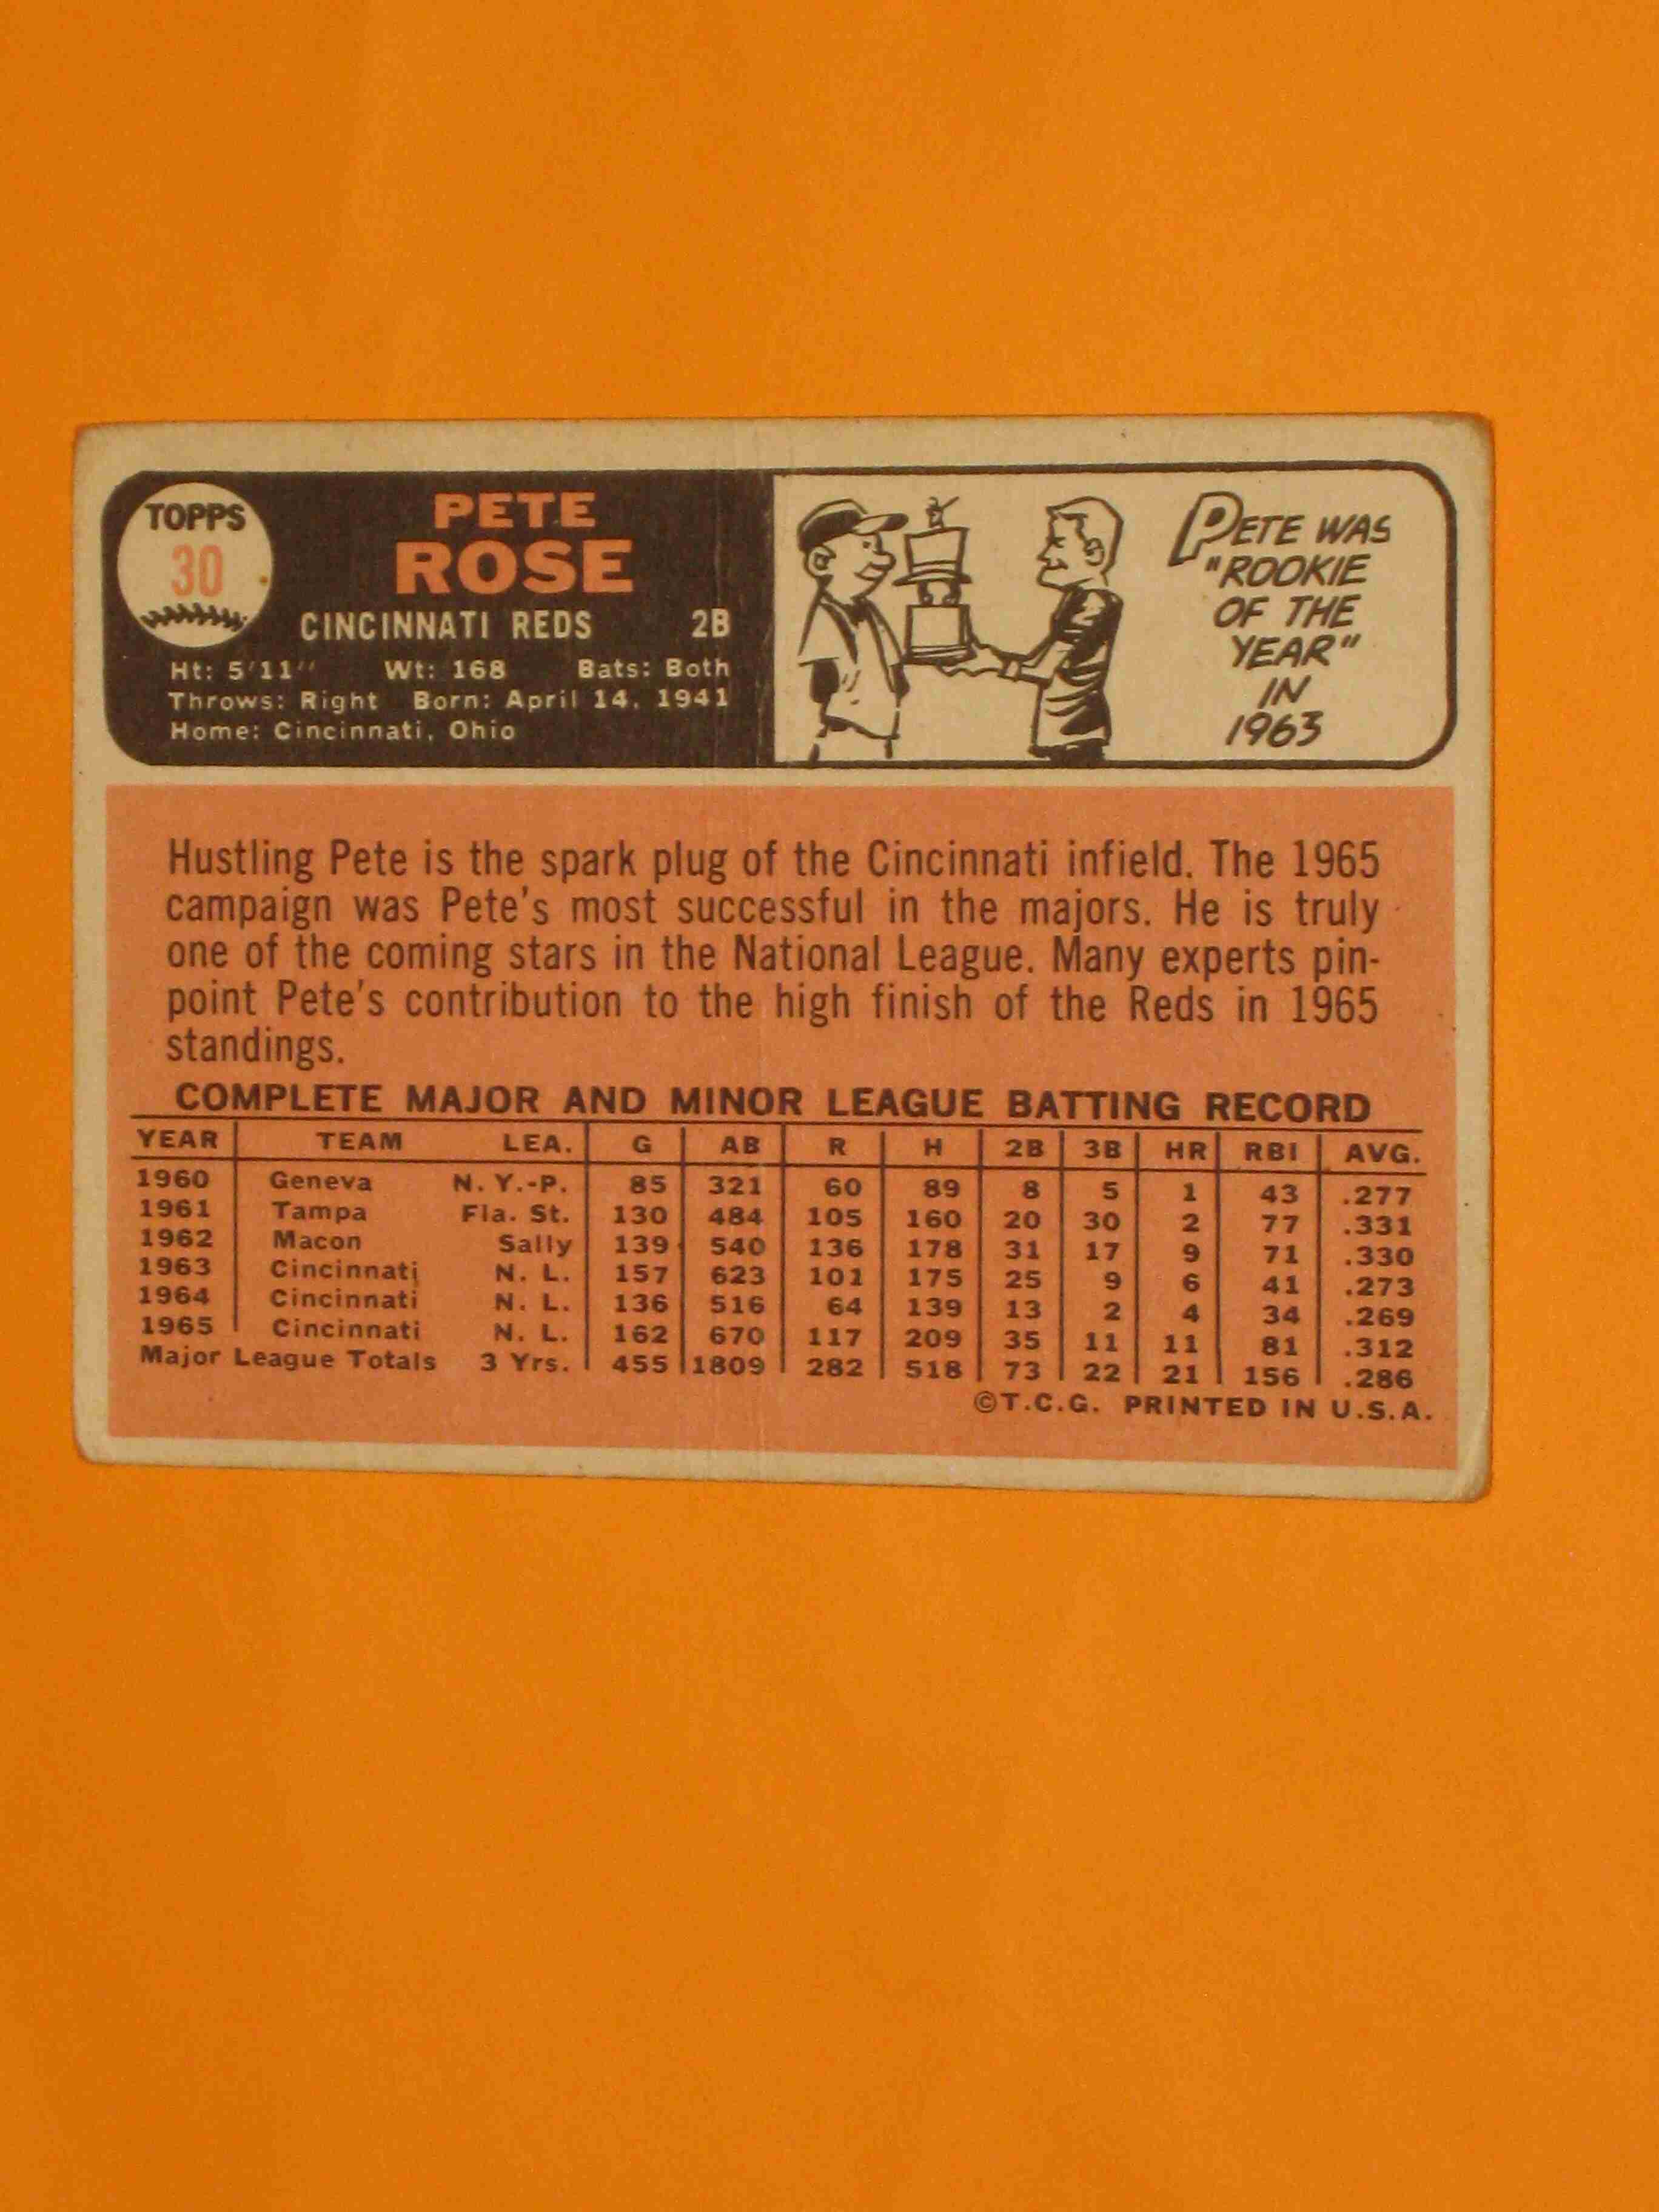 TOPPS
30
PETE
ROSE
CINCINNATI REDS 2B
Ht: 5'11" Wt: 168 Bats: Both
Throws: Right Born: April 14, 1941
Home: Cincinnati, Ohio
PETE WAS
"ROOKIE
OF THE
YEAR"
IN
1963
Hustling Pete is the spark plug of the Cincinnati infield. The 1965
campaign was Pete's most successful in the majors. He is truly
one of the coming stars in the National League. Many experts pin-
point Pete's contribution to the high finish of the Reds in 1965
standings.
COMPLETE MAJOR AND MINOR LEAGUE BATTING RECORD
YEAR TEAM LEA. G AB R H 2B 3B HR RBI AVG.
1960 Geneva N. Y.-P. 85 321 60 89 8 5 1 43 .277
1961 Tampa Fla. St. 130 484 105 160 20 30 2 77 .331
1962 Macon Sally 139 540 136 178 31 17 9 71 .330
1963 Cincinnati N. L. 157 623 101 175 25 9 6 41 .273
1964 Cincinnati N. L. 136 516 64 139 13 2 4 34 .269
1965 Cincinnati N. L. 162 670 117 209 35 11 11 81 .312
Major League Totals 3 Yrs. 455 1809 282 518 73 22 21 156 .286
©T.C.G. PRINTED IN U.S.A.